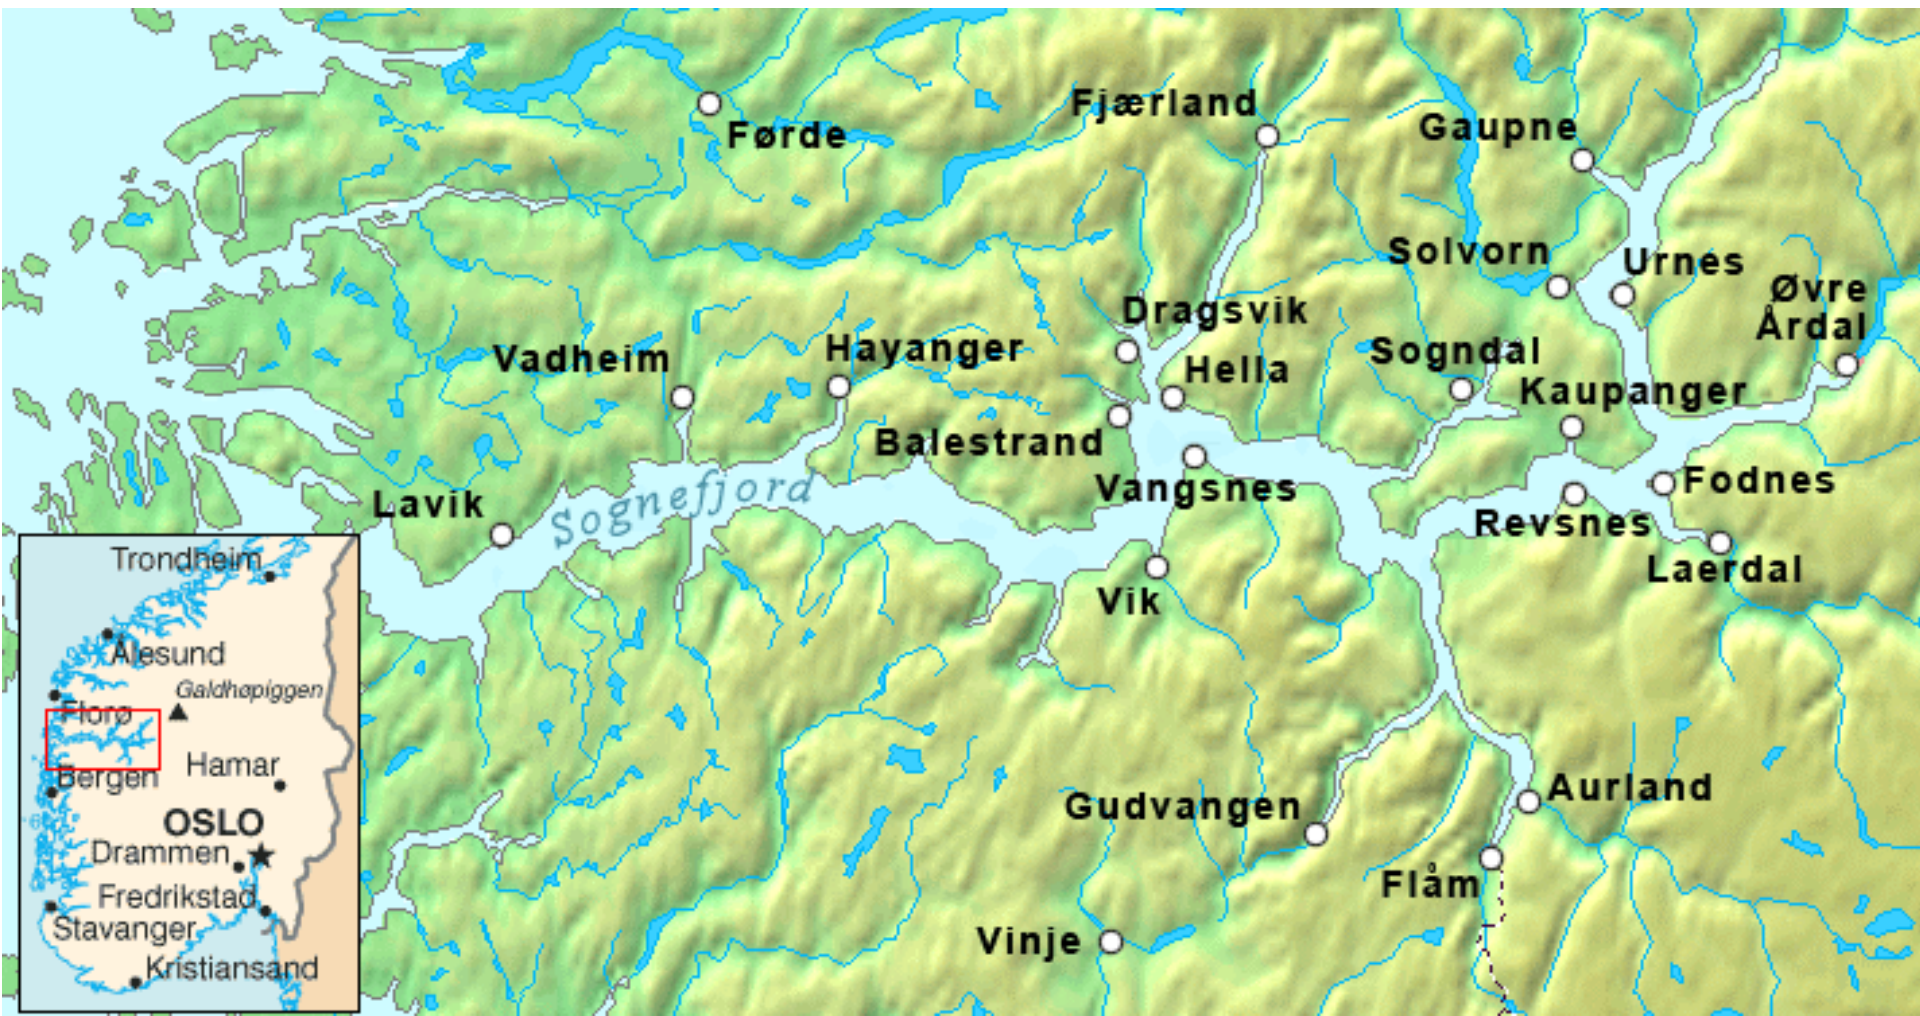 Førde
Fjærland
Gaupne
Solvorn
Urnes
Øvre
Årdal
Dragsvik
Vadheim
Hayanger
Hella
Sogndal
Kaupanger
Balestrand
Vangsnes
Fodnes
Lavik
Sognefjord
Revsnes
Laerdal
Vik
Gudvangen
Aurland
Flåm
Vinje
Trondheim
Ålesund
Galdhøpiggen
Florø
Bergen
Hamar
OSLO
Drammen
Fredrikstad
Stavanger
Kristiansand